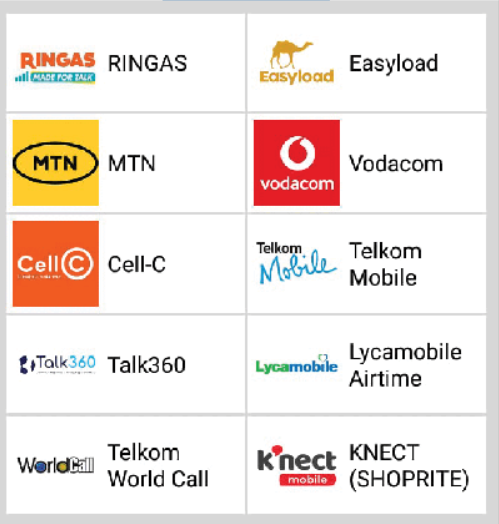 RINGAS
MADE FOR TALK
RINGAS
Easyload
Easyload
MTN
MTN
vodacom
Vodacom
Cell C
Cell-C
Telkom
Mobile
Telkom
Mobile
Talk360
Talk360
Lycamobile
Lycamobile
Airtime
WorldCall
Telkom
World Call
k'nect
mobile
KNECT
(SHOPRITE)